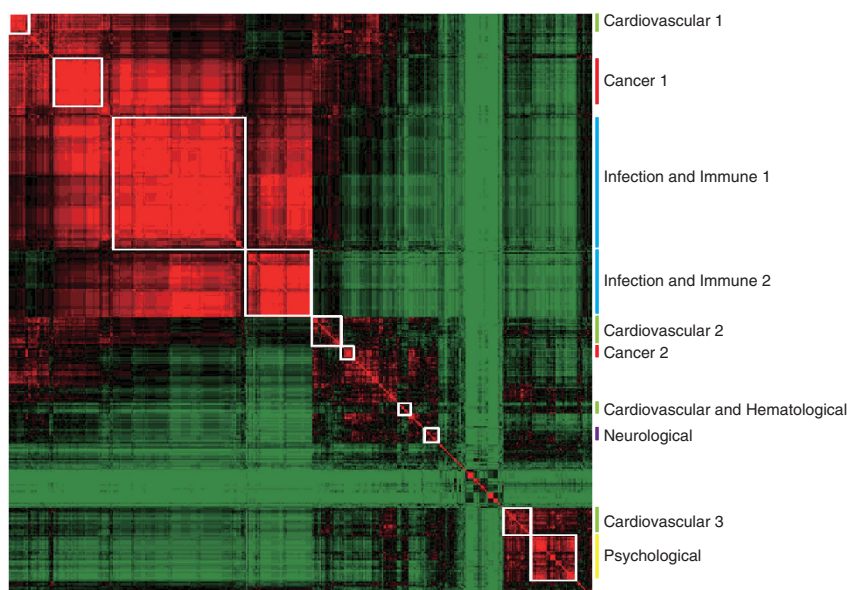 Cardiovascular 1
Cancer 1
Infection and Immune 1
Infection and Immune 2
Cardiovascular 2
Cancer 2
Cardiovascular and Hematological
Neurological
Cardiovascular 3
Psychological